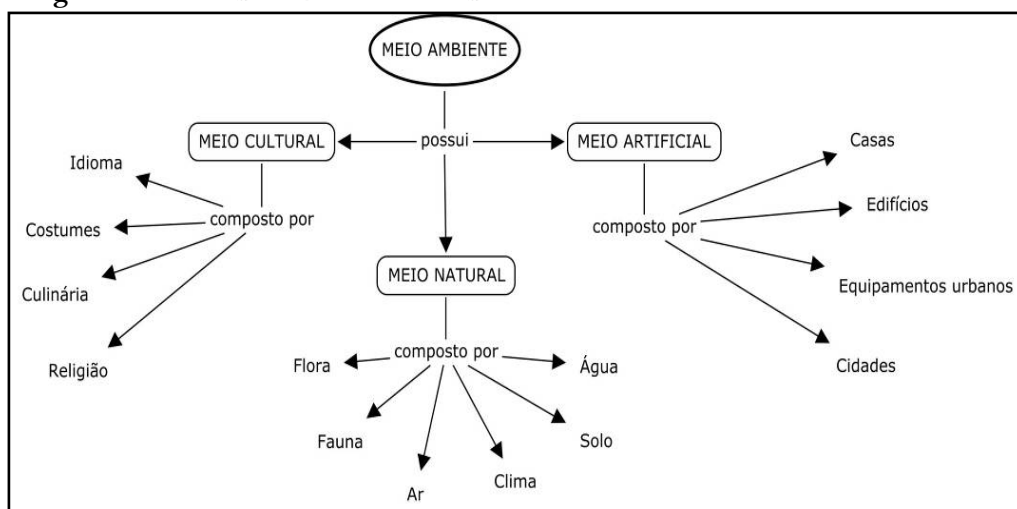 MEIO AMBIENTE
MEIO CULTURAL
possui
MEIO ARTIFICIAL
Idioma
composto por
Costumes
Culinária
Religião
Casas
composto por
Edifícios
Equipamentos urbanos
Cidades
MEIO NATURAL
composto por
Flora
Água
Fauna
Solo
Ar
Clima